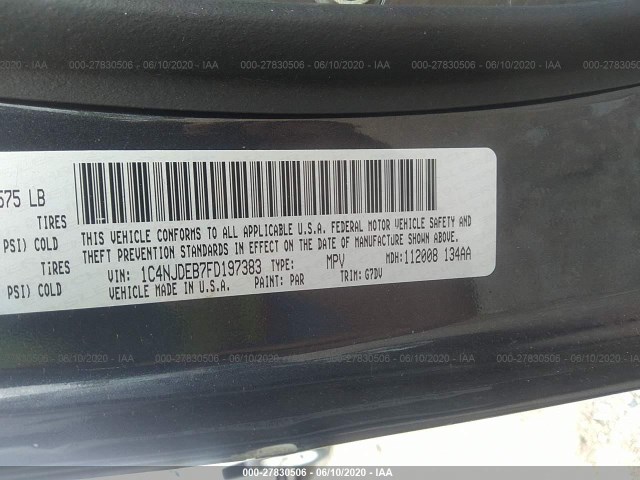 000-27830506 - 06/10/2020 - IAA 000-27830506 - 06/10/2020 - IAA 000-27830506 - 06/10/2020 - IAA
575 LB
TIRES
PSI) COLD
TIRES
PSI) COLD
THIS VEHICLE CONFORMS TO ALL APPLICABLE U.S.A. FEDERAL MOTOR VEHICLE SAFETY AND
THEFT PREVENTION STANDARDS IN EFFECT ON THE DATE OF MANUFACTURE SHOWN ABOVE.
VIN: 1C4NJDEB7FD197383 TYPE: MPV MDH:112008 134AA
VEHICLE MADE IN U.S.A. PAINT: PAR TRIM: G7DV
000-27830506 - 06/10/2020 - IAA 000-27830506 - 06/10/2020 - IAA 000-27830506 - 06/10/2020 - IAA
000-27830506 - 06/10/2020 - IAA